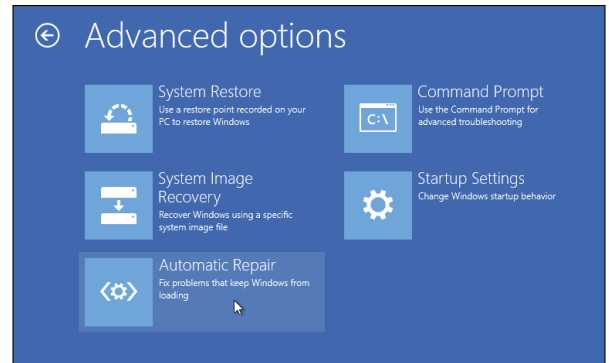 Advanced options
System Restore
Use a restore point recorded on your
PC to restore Windows
System Image
Recovery
Recover Windows using a specific
system image file
Automatic Repair
Fix problems that keep Windows from
loading
Command Prompt
Use the Command Prompt for
advanced troubleshooting
C:\
Startup Settings
Change Windows startup behavior